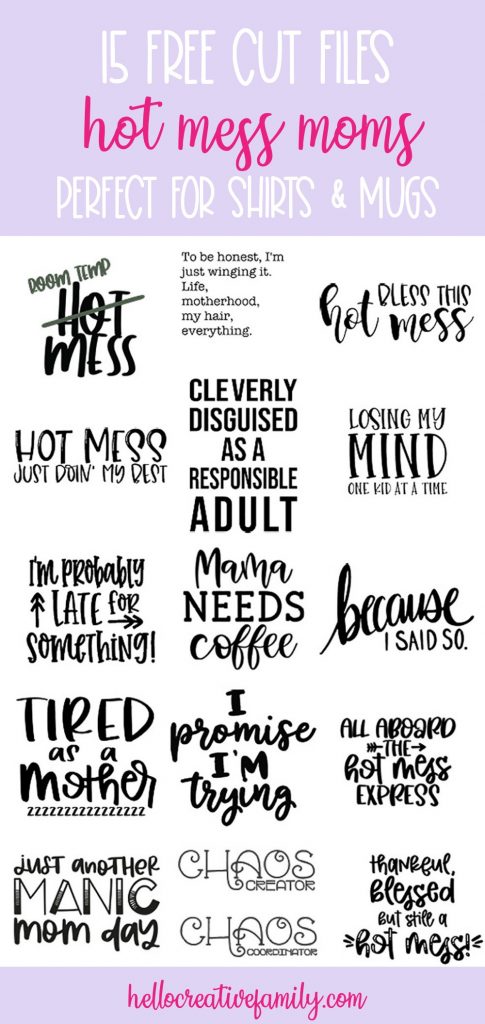 15 FREE CUT FILES
hot mess moms
PERFECT FOR SHIRTS & MUGS
ROOM TEMP
HOT
MESS
To be honest, I'm
just winging it.
Life,
motherhood,
my hair,
everything.
BLESS THIS
hot mess
HOT MESS
JUST DOIN' MY BEST
CLEVERLY
DISGUISED
AS A
RESPONSIBLE
ADULT
LOSING MY
MIND
ONE KID AT A TIME
I'M PROBABLY
LATE FOR
SOMETHING!
Mama
NEEDS
coffee
because
I SAID SO.
TIRED
as a
mother
ZZZZZZZZZZZZZZZZZ
I
promise
I'M
trying
ALL ABOARD
THE
hot mess
EXPRESS
JUST ANOTHER
MANIC
mom day
CHAOS
CREATOR
CHAOS
COORDINATOR
thankful,
blessed
BUT still a
hot mess!
hellocreativefamily.com